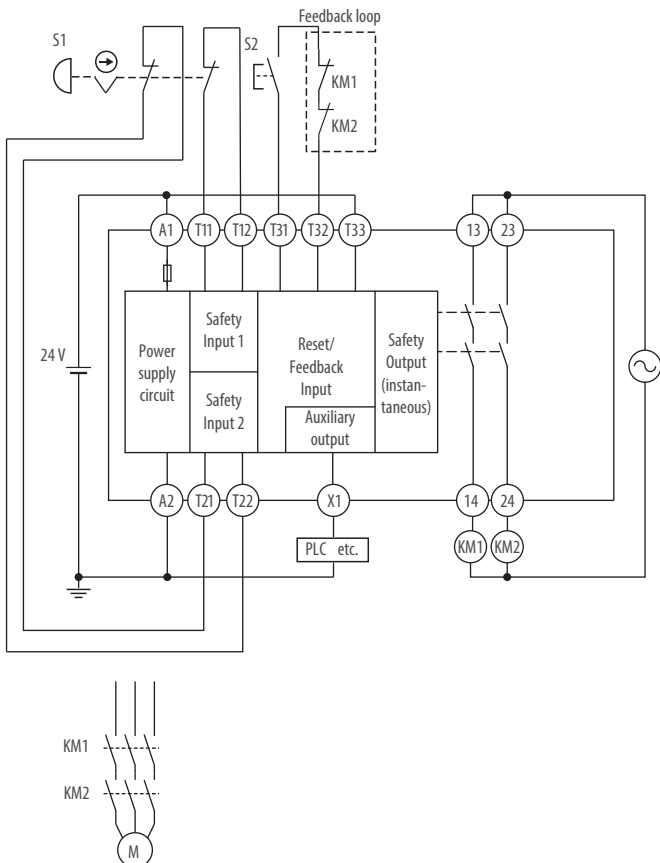 Feedback loop
S1
S2
KM1
KM2
A1
T11
T12
T31
T32
T33
13
23
24 V
Power
supply
circuit
Safety
Input 1
Safety
Input 2
Reset/
Feedback
Input
Auxiliary
output
Safety
Output
(instan-
taneous)
A2
T21
T22
X1
14
24
PLC etc.
KM1
KM2
KM1
KM2
M